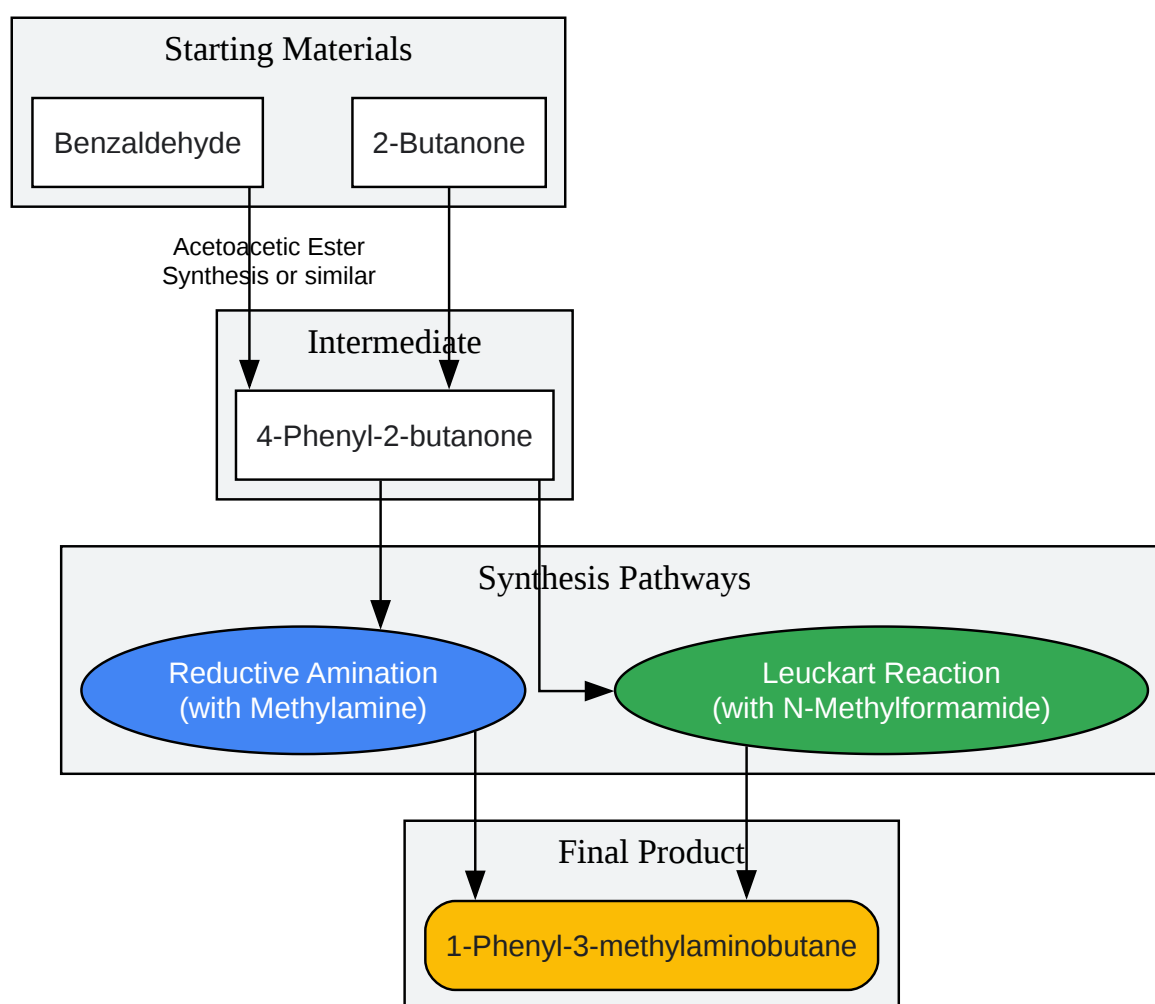 Starting Materials
Benzaldehyde
2-Butanone
Acetoacetic Ester
Synthesis or similar
Intermediate
4-Phenyl-2-butanone
Synthesis Pathways
Reductive Amination
(with Methylamine)
Leuckart Reaction
(with N-Methylformamide)
Final Product
1-Phenyl-3-methylaminobutane